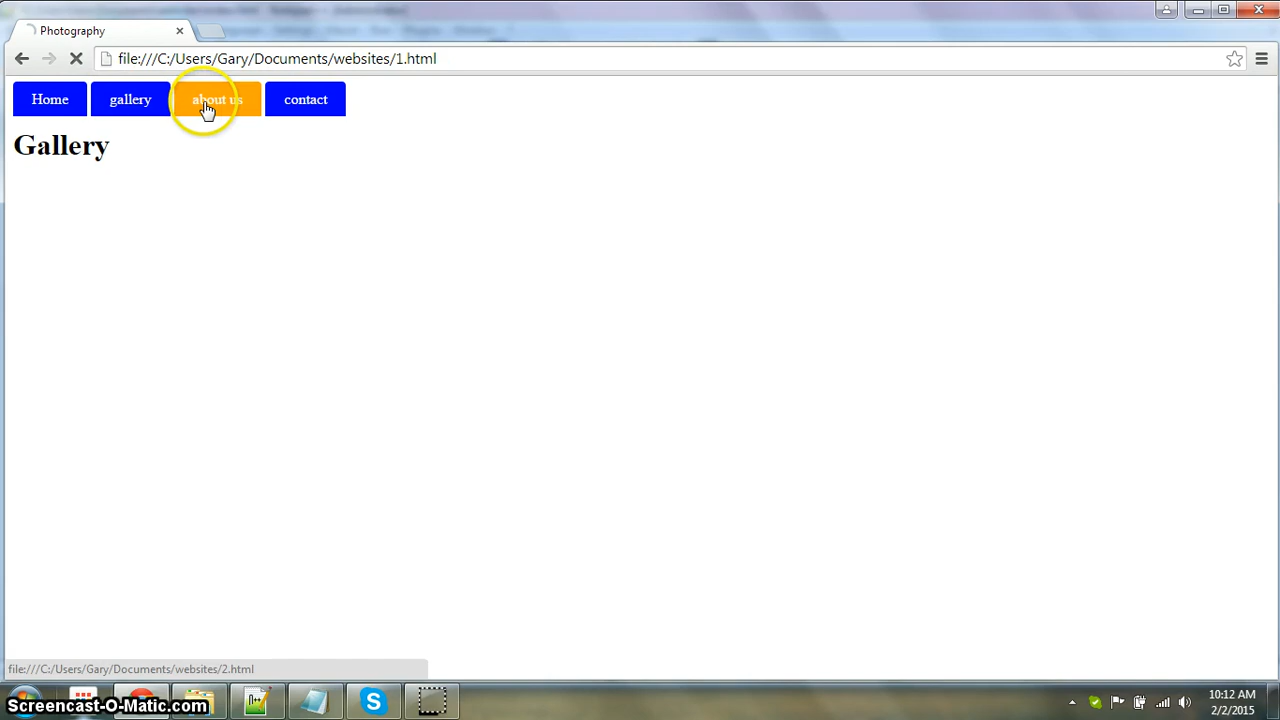 Photography
file:///C:/Users/Gary/Documents/websites/1.html
Home gallery about us contact
Gallery
file:///C:/Users/Gary/Documents/websites/2.html
Screencast-O-Matic.com
10:12 AM
2/2/2015